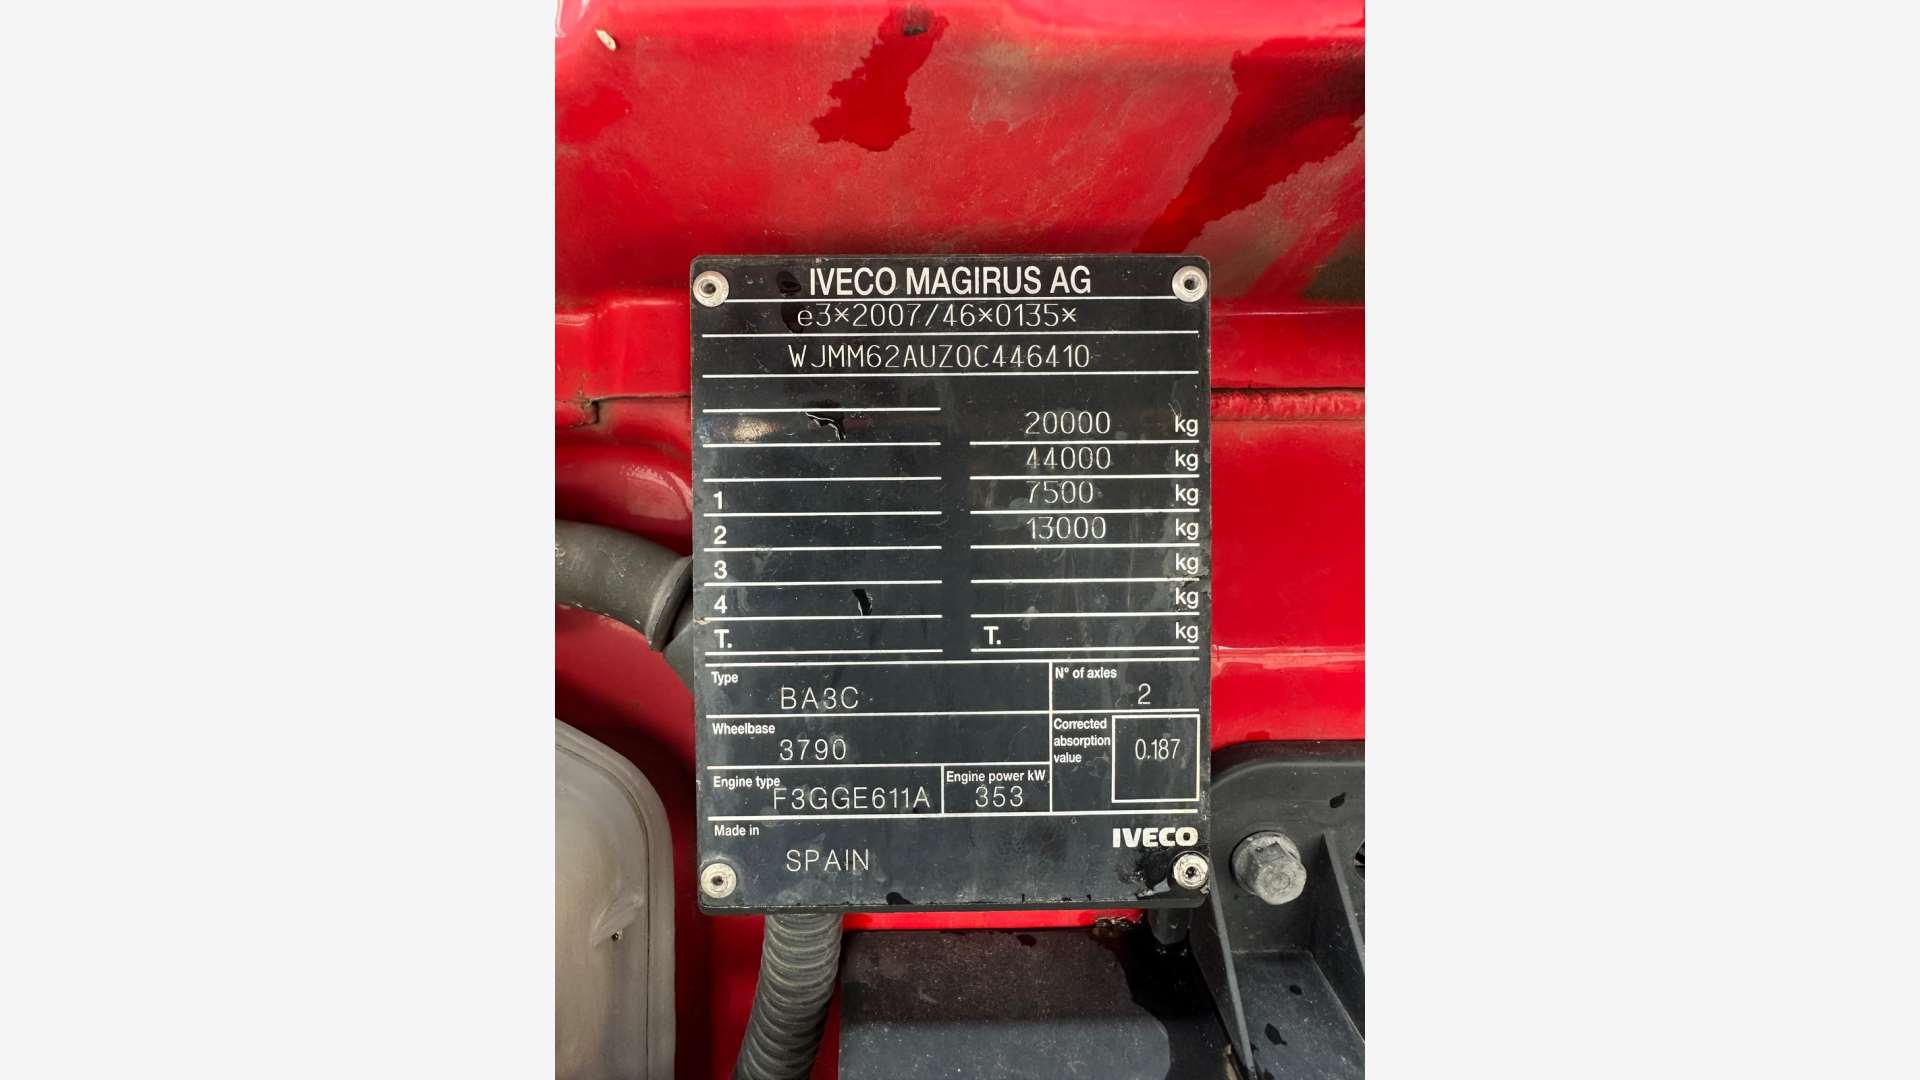 IVECO MAGIRUS AG
e3*2007/46*0135*
WJMM62AUZ0C446410
20000 kg
44000 kg
1 7500 kg
2 13000 kg
3 kg
4 kg
T. T. kg
Type BA3C N° of axles 2
Wheelbase 3790 Corrected absorption value 0.187
Engine type F3GGE611A Engine power kW 353
Made in SPAIN IVECO